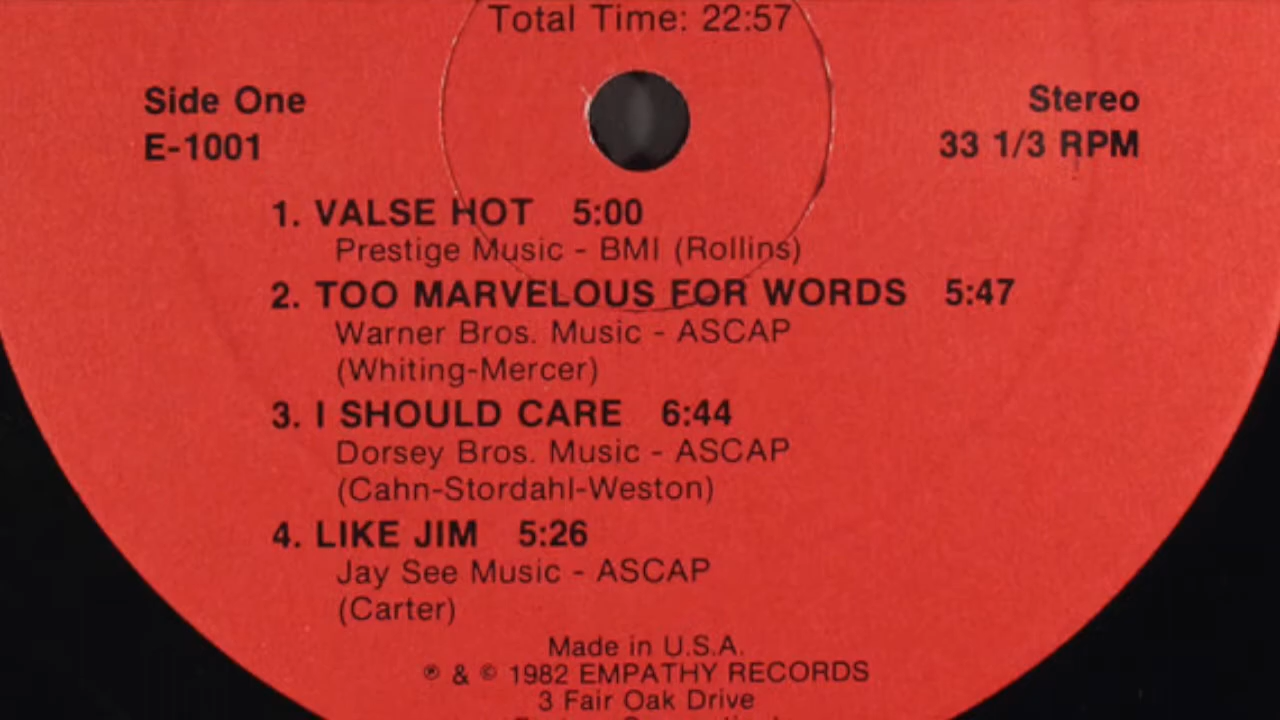 Total Time: 22:57
Side One
Stereo
E-1001
33 1/3 RPM
1. VALSE HOT 5:00
Prestige Music - BMI (Rollins)
2. TOO MARVELOUS FOR WORDS 5:47
Warner Bros. Music - ASCAP
(Whiting-Mercer)
3. I SHOULD CARE 6:44
Dorsey Bros. Music - ASCAP
(Cahn-Stordahl-Weston)
4. LIKE JIM 5:26
Jay See Music - ASCAP
(Carter)
Made in U.S.A.
℗ & © 1982 EMPATHY RECORDS
3 Fair Oak Drive